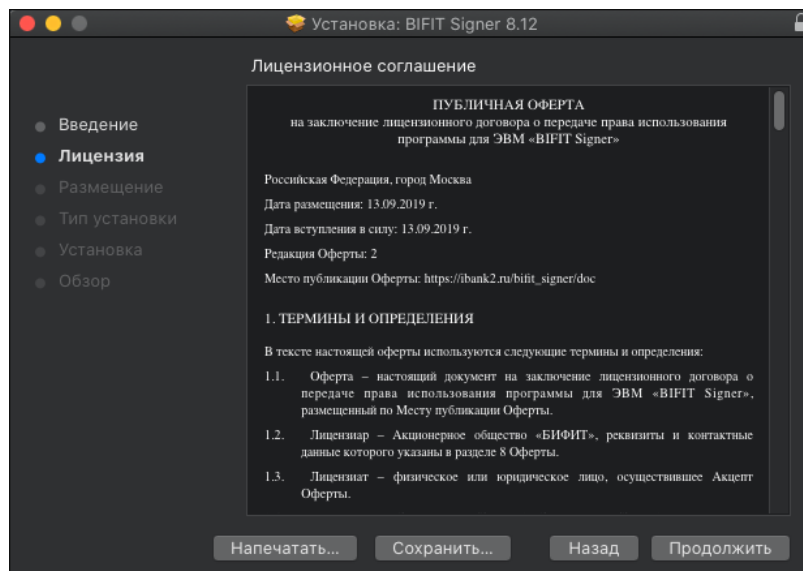 Установка: BIFIT Signer 8.12
Лицензионное соглашение
Введение
Лицензия
Размещение
Тип установки
Установка
Обзор
ПУБЛИЧНАЯ ОФЕРТА
на заключение лицензионного договора о передаче права использования
программы для ЭВМ «BIFIT Signer»
Российская Федерация, город Москва
Дата размещения: 13.09.2019 г.
Дата вступления в силу: 13.09.2019 г.
Редакция Оферты: 2
Место публикации Оферты: https://ibank2.ru/bifit_signer/doc
1. ТЕРМИНЫ И ОПРЕДЕЛЕНИЯ
В тексте настоящей оферты используются следующие термины и определения:
1.1. Оферта – настоящий документ на заключение лицензионного договора о
передаче права использования программы для ЭВМ «BIFIT Signer»,
размещенный по Месту публикации Оферты.
1.2. Лицензиар – Акционерное общество «БИФИТ», реквизиты и контактные
данные которого указаны в разделе 8 Оферты.
1.3. Лицензиат – физическое или юридическое лицо, осуществившее Акцепт
Оферты.
Напечатать... Сохранить... Назад Продолжить